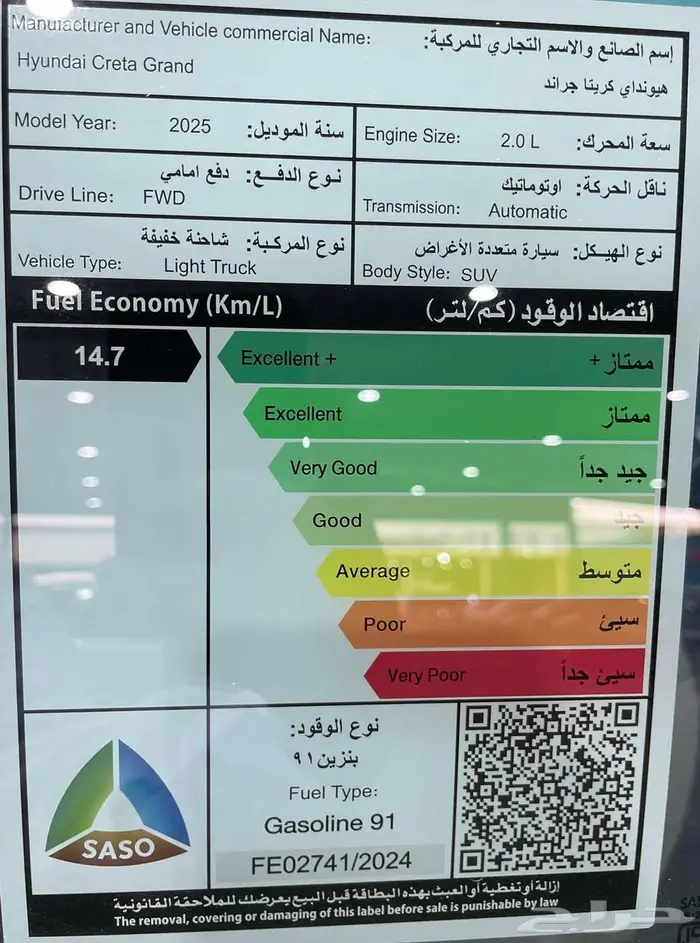 Manufacturer and Vehicle commercial Name: إسم الصانع والاسم التجاري للمركبة:
Hyundai Creta Grand هيونداي كريتا جراند
Model Year: 2025 سنة الموديل:
Engine Size: 2.0 L سعة المحرك:
نوع الدفع: دفع امامي
Drive Line: FWD
ناقل الحركة: اوتوماتيك
Transmission: Automatic
نوع المركبة: شاحنة خفيفة
Vehicle Type: Light Truck
نوع الهيكل: سيارة متعددة الأغراض
Body Style: SUV
Fuel Economy (Km/L) اقتصاد الوقود (كم/لتر)
14.7
Excellent + ممتاز +
Excellent ممتاز
Very Good جيد جداً
Good جيد
Average متوسط
Poor سيئ
Very Poor سيئ جداً
SASO
نوع الوقود:
بنزين ٩١
Fuel Type:
Gasoline 91
FE02741/2024
إزالة أو تغطية أو العبث بهذه البطاقة قبل البيع يعرضك للملاحقة القانونية
The removal, covering or damaging of this label before sale is punishable by law
حراج